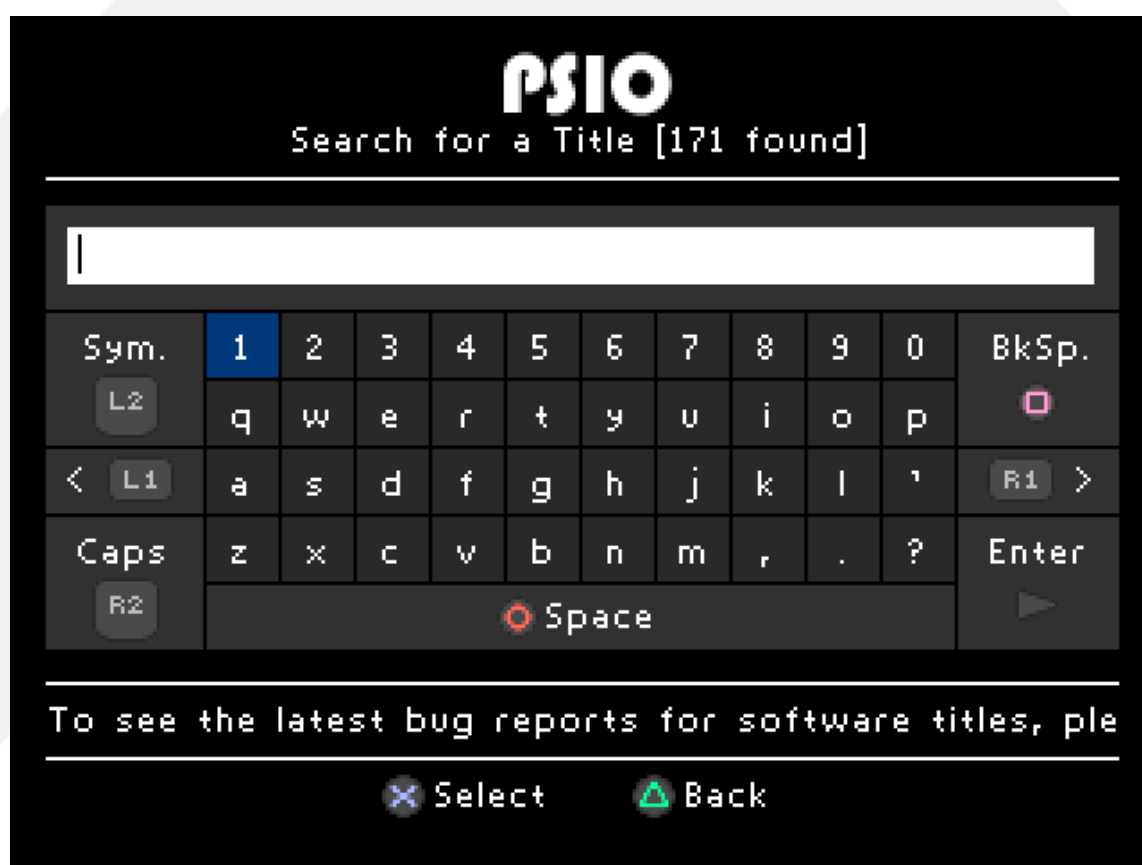 PSIO
Search for a Title [171 found]
Sym. 1 2 3 4 5 6 7 8 9 0 BkSp.
L2 q w e r t y u i o p
< L1 a s d f g h j k l ' R1 >
Caps z x c v b n m , . ? Enter
R2 Space
To see the latest bug reports for software titles, ple
Select Back